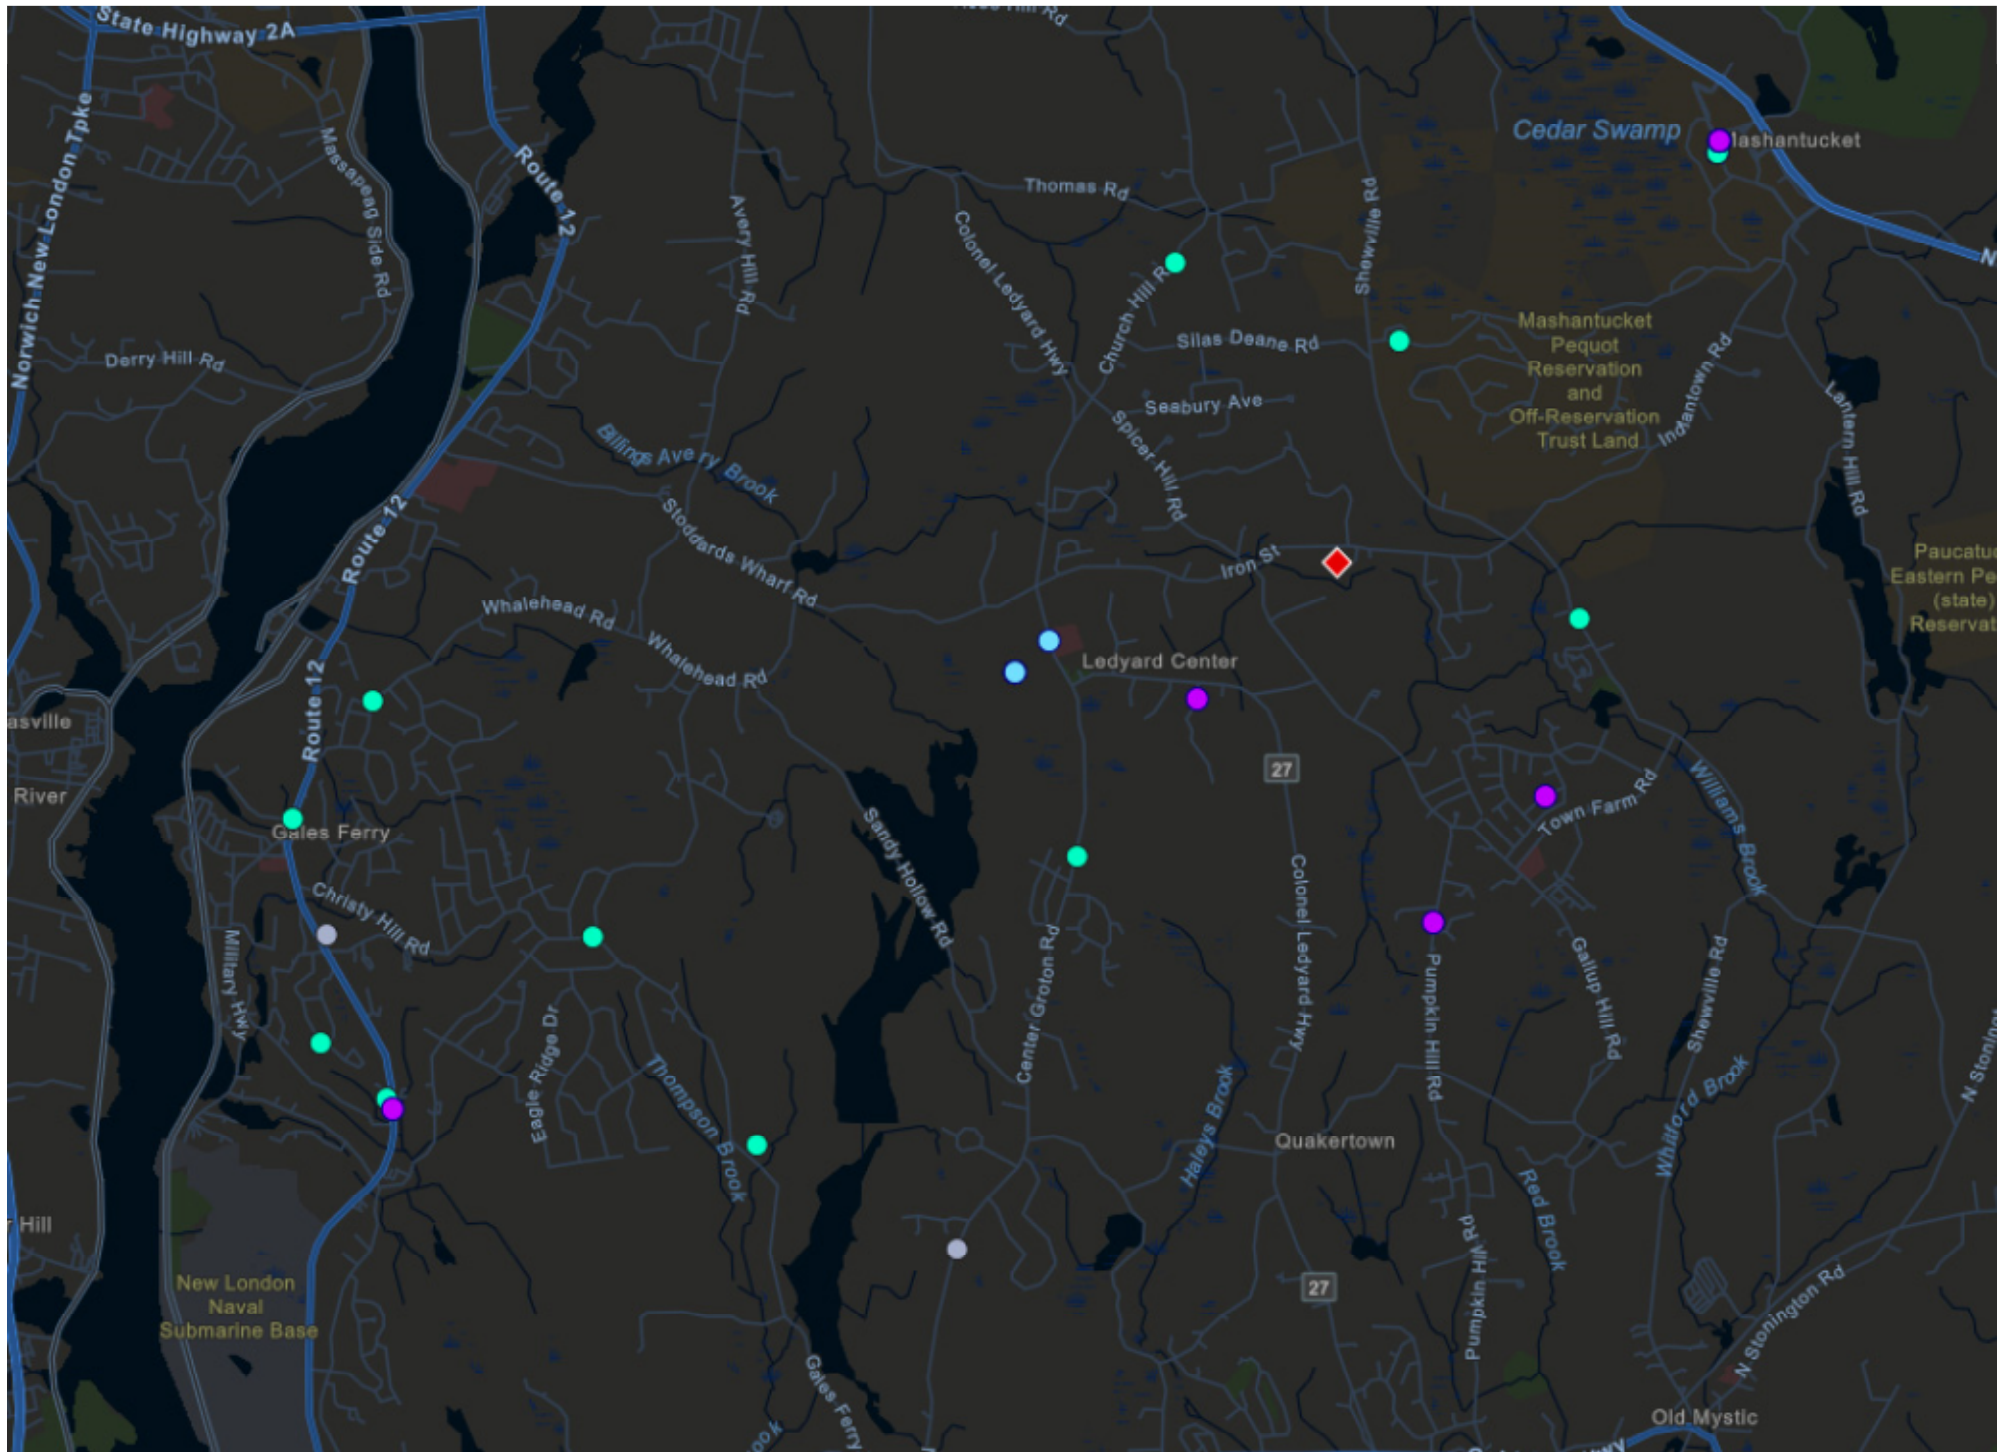 State Highway 2A
Hill Rd
Norwich New London Tpke
Massapeag Side Rd
Route 12
Avery Hill Rd
Thomas Rd
Colonel Ledyard Hwy
Church Hill R
Shewville Rd
Cedar Swamp
Mashantucket
N
Derry Hill Rd
Silas Deane Rd
Mashantucket
Pequot
Reservation
and
Off-Reservation
Trust Land
Indiantown Rd
Lantern Hill Rd
Seabury Ave
Spicer Hill Rd
Billings Avery Brook
Route 12
Stoddards Wharf Rd
Iron St
Paucatuc
Eastern Pe
(state)
Reservat
Whalehead Rd
Whalehead Rd
Route 12
Ledyard Center
asville
River
27
Gales Ferry
Town Farm Rd
Williams Brook
Sandy Hollow Rd
Christy Hill Rd
Military Hwy
Colonel Ledyard Hwy
Center Groton Rd
Pumpkin Hill Rd
Gallup Hill Rd
Shewville Rd
N Stonington
Eagle Ridge Dr
Thompson Brook
Haleys Brook
Whitford Brook
Quakertown
Red Brook
r Hill
New London
Naval
Submarine Base
27
Pumpkin Hill Rd
N Stonington Rd
Gales Ferry
ook
Old Mystic
Hwy